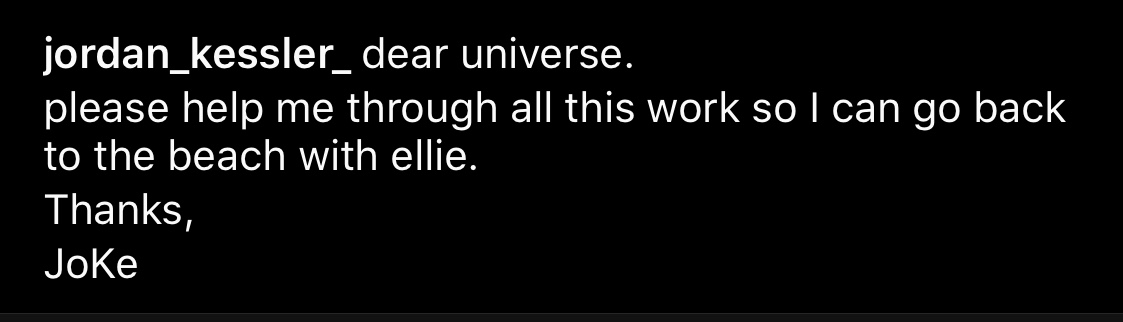 jordan_kessler_ dear universe.
please help me through all this work so I can go back
to the beach with ellie.
Thanks,
JoKe